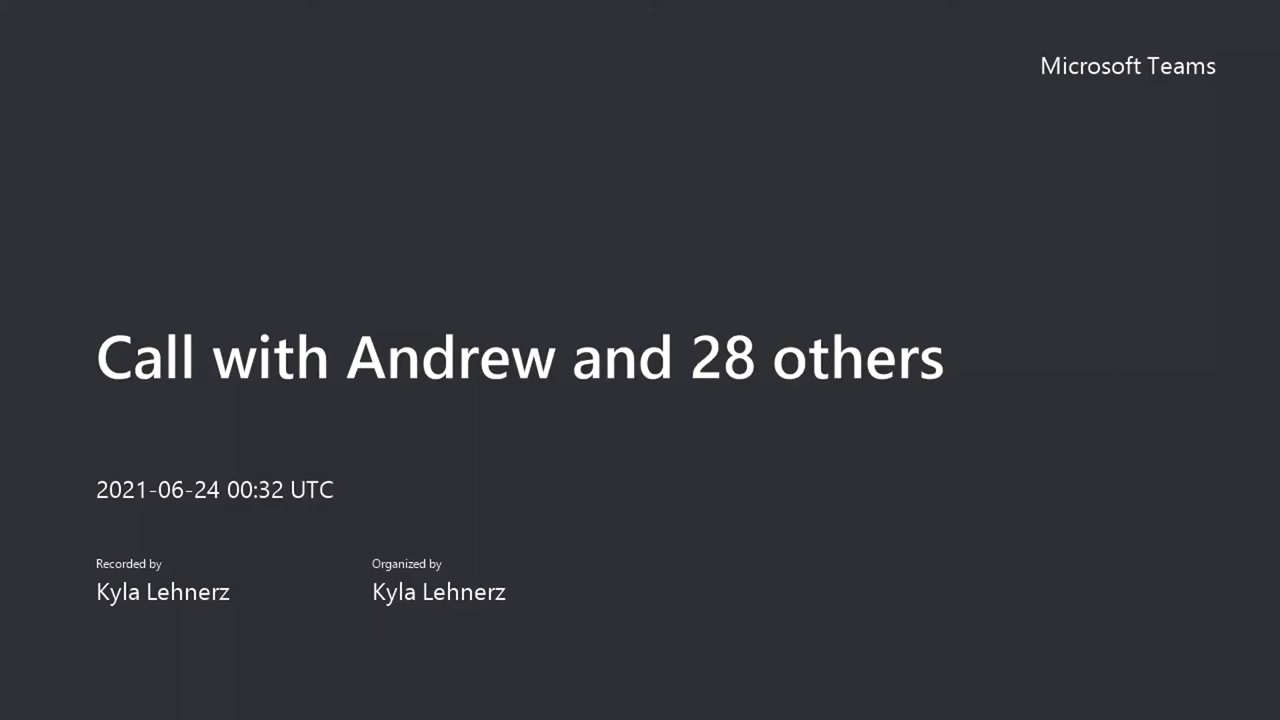 Microsoft Teams
Call with Andrew and 28 others
2021-06-24 00:32 UTC
Recorded by
Kyla Lehnerz
Organized by
Kyla Lehnerz